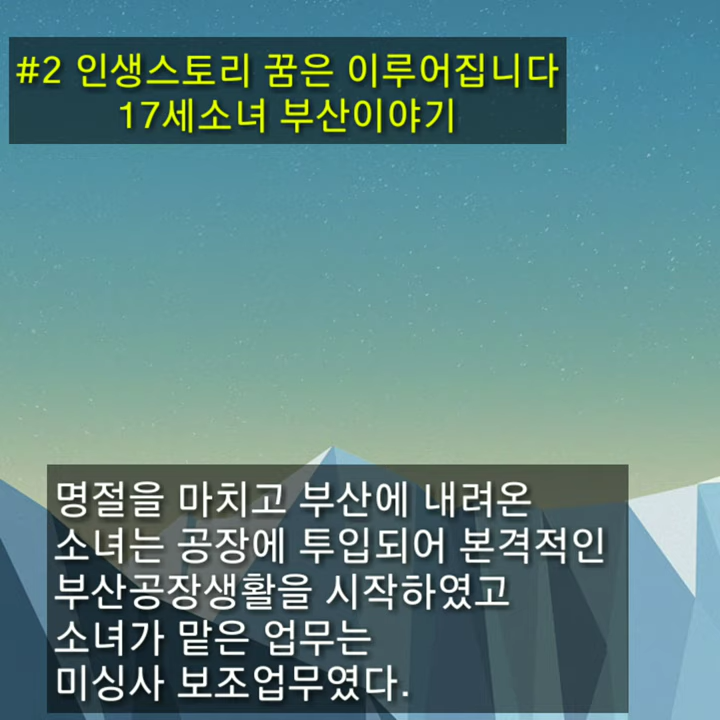 #2 인생스토리 꿈은 이루어집니다
17세소녀 부산이야기
명절을 마치고 부산에 내려온
소녀는 공장에 투입되어 본격적인
부산공장생활을 시작하였고
소녀가 맡은 업무는
미싱사 보조업무였다.